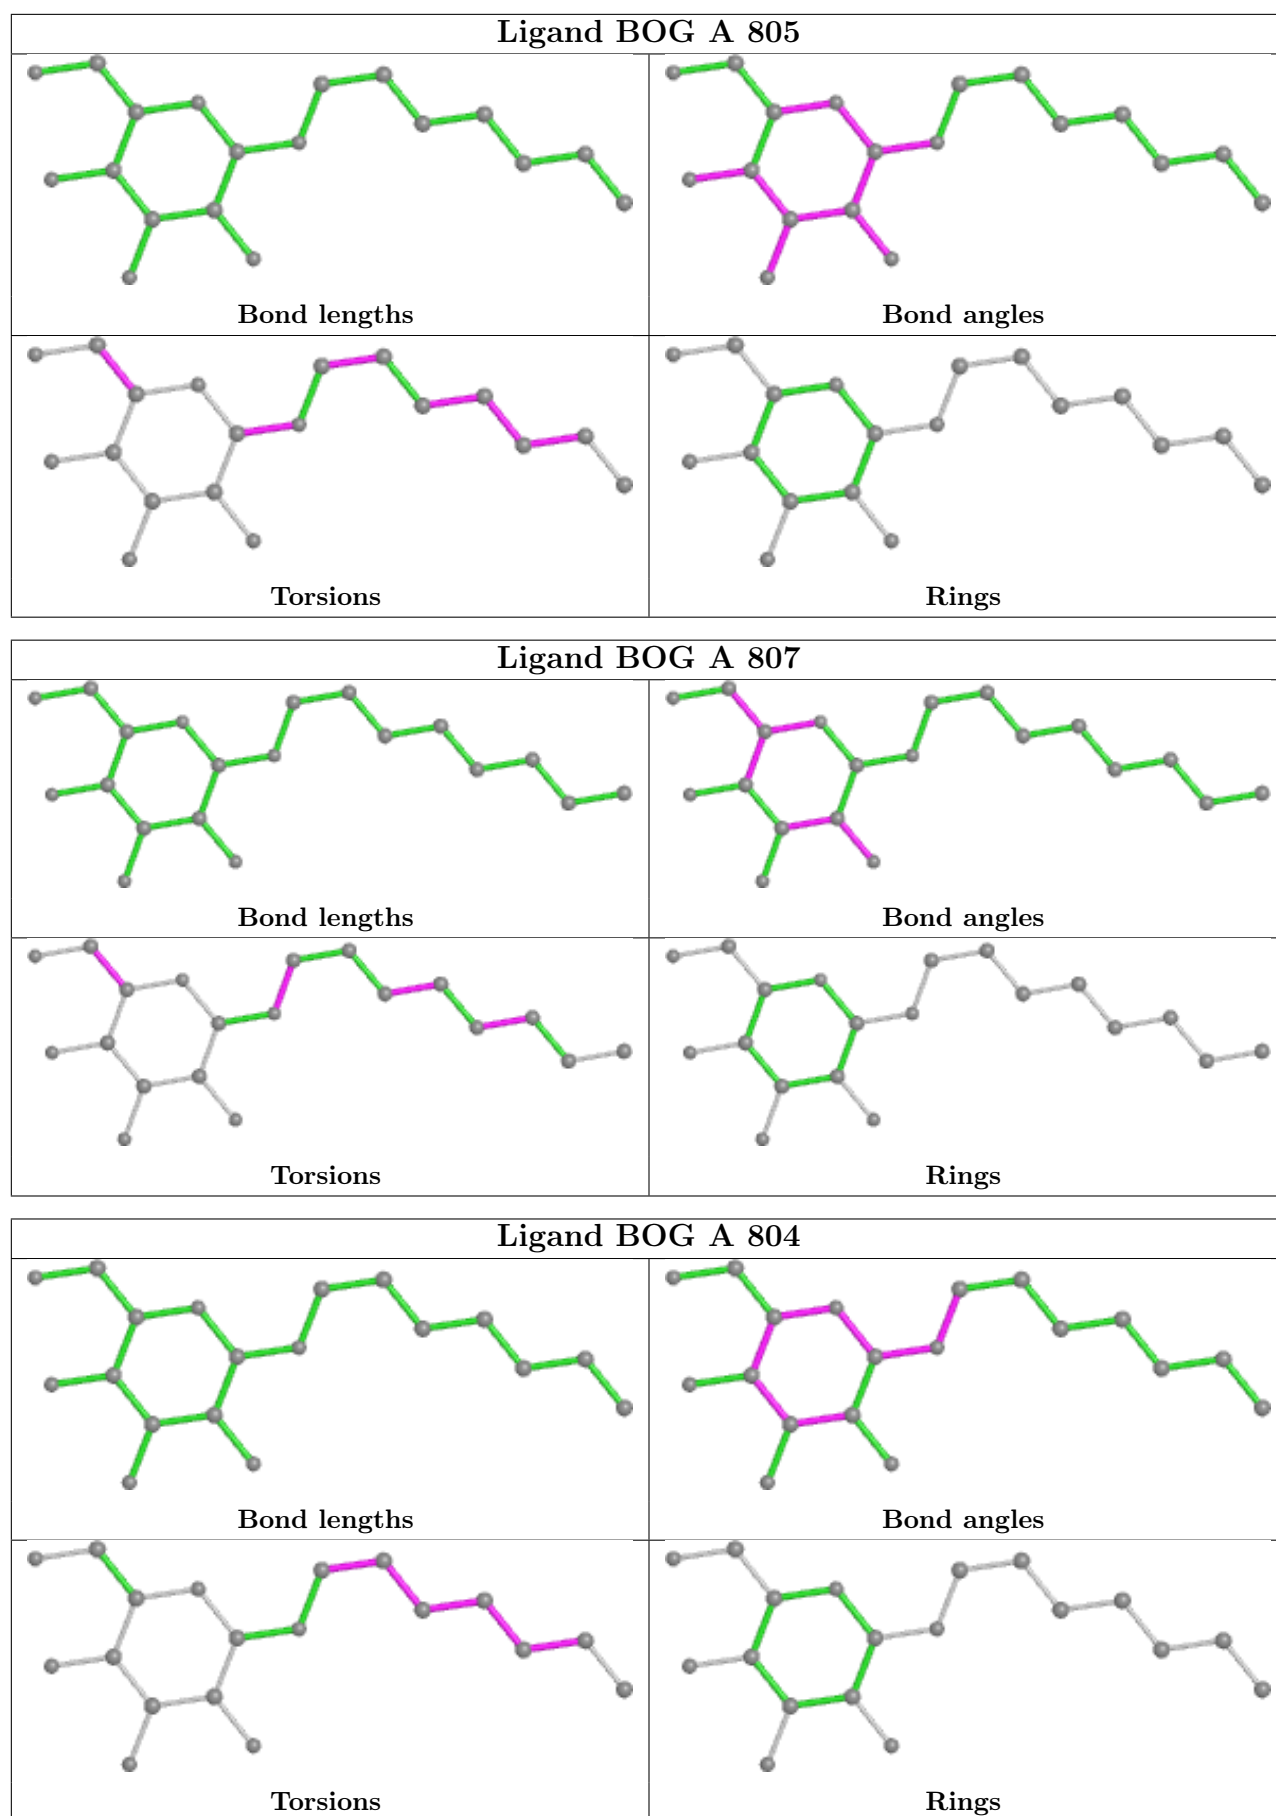 Ligand BOG A 805
Bond lengths
Bond angles
Torsions
Rings
Ligand BOG A 807
Bond lengths
Bond angles
Torsions
Rings
Ligand BOG A 804
Bond lengths
Bond angles
Torsions
Rings